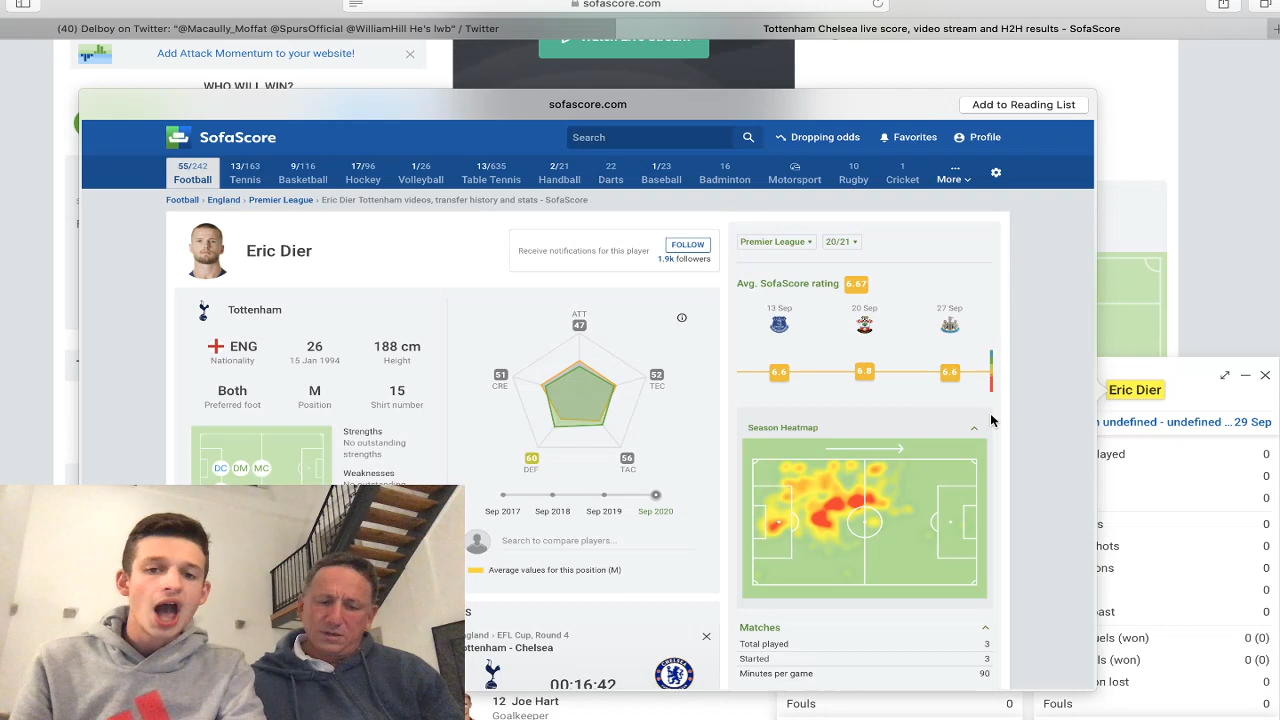 sofascore.com
(40) Delboy on Twitter: "@Macaully_Moffat @SpursOfficial @WilliamHill He's lwb" / Twitter
Tottenham Chelsea live score, video stream and H2H results - SofaScore
Add Attack Momentum to your website!
WHO WILL WIN?
sofascore.com
Add to Reading List
SofaScore
Search
Dropping odds
Favorites
Profile
55/242
Football
13/163
Tennis
9/116
Basketball
17/96
Hockey
1/26
Volleyball
13/635
Table Tennis
2/21
Handball
22
Darts
1/23
Baseball
16
Badminton
Motorsport
10
Rugby
1
Cricket
More
Football › England › Premier League › Eric Dier Tottenham videos, transfer history and stats - SofaScore
Eric Dier
Receive notifications for this player
FOLLOW
1.9k followers
Tottenham
ENG
Nationality
26
15 Jan 1994
188 cm
Height
Both
Preferred foot
M
Position
15
Shirt number
DC DM MC
Strengths
No outstanding
strengths
Weaknesses
ATT
47
51
CRE
52
TEC
60
DEF
56
TAC
Sep 2017
Sep 2018
Sep 2019
Sep 2020
Search to compare players...
Average values for this position (M)
EFL Cup, Round 4
Chelsea
00:16:42
12 Joe Hart
Goalkeeper
Premier League
20/21
Avg. SofaScore rating 6.67
13 Sep
20 Sep
27 Sep
6.6
6.8
6.6
Season Heatmap
Matches
Total played 3
Started 3
Minutes per game 90
Eric Dier
undefined - undefined ... 29 Sep
0
0
0
0
0
0
0
(won) 0 (0)
(won) 0 (0)
lost 0
Fouls 0
Fouls 0